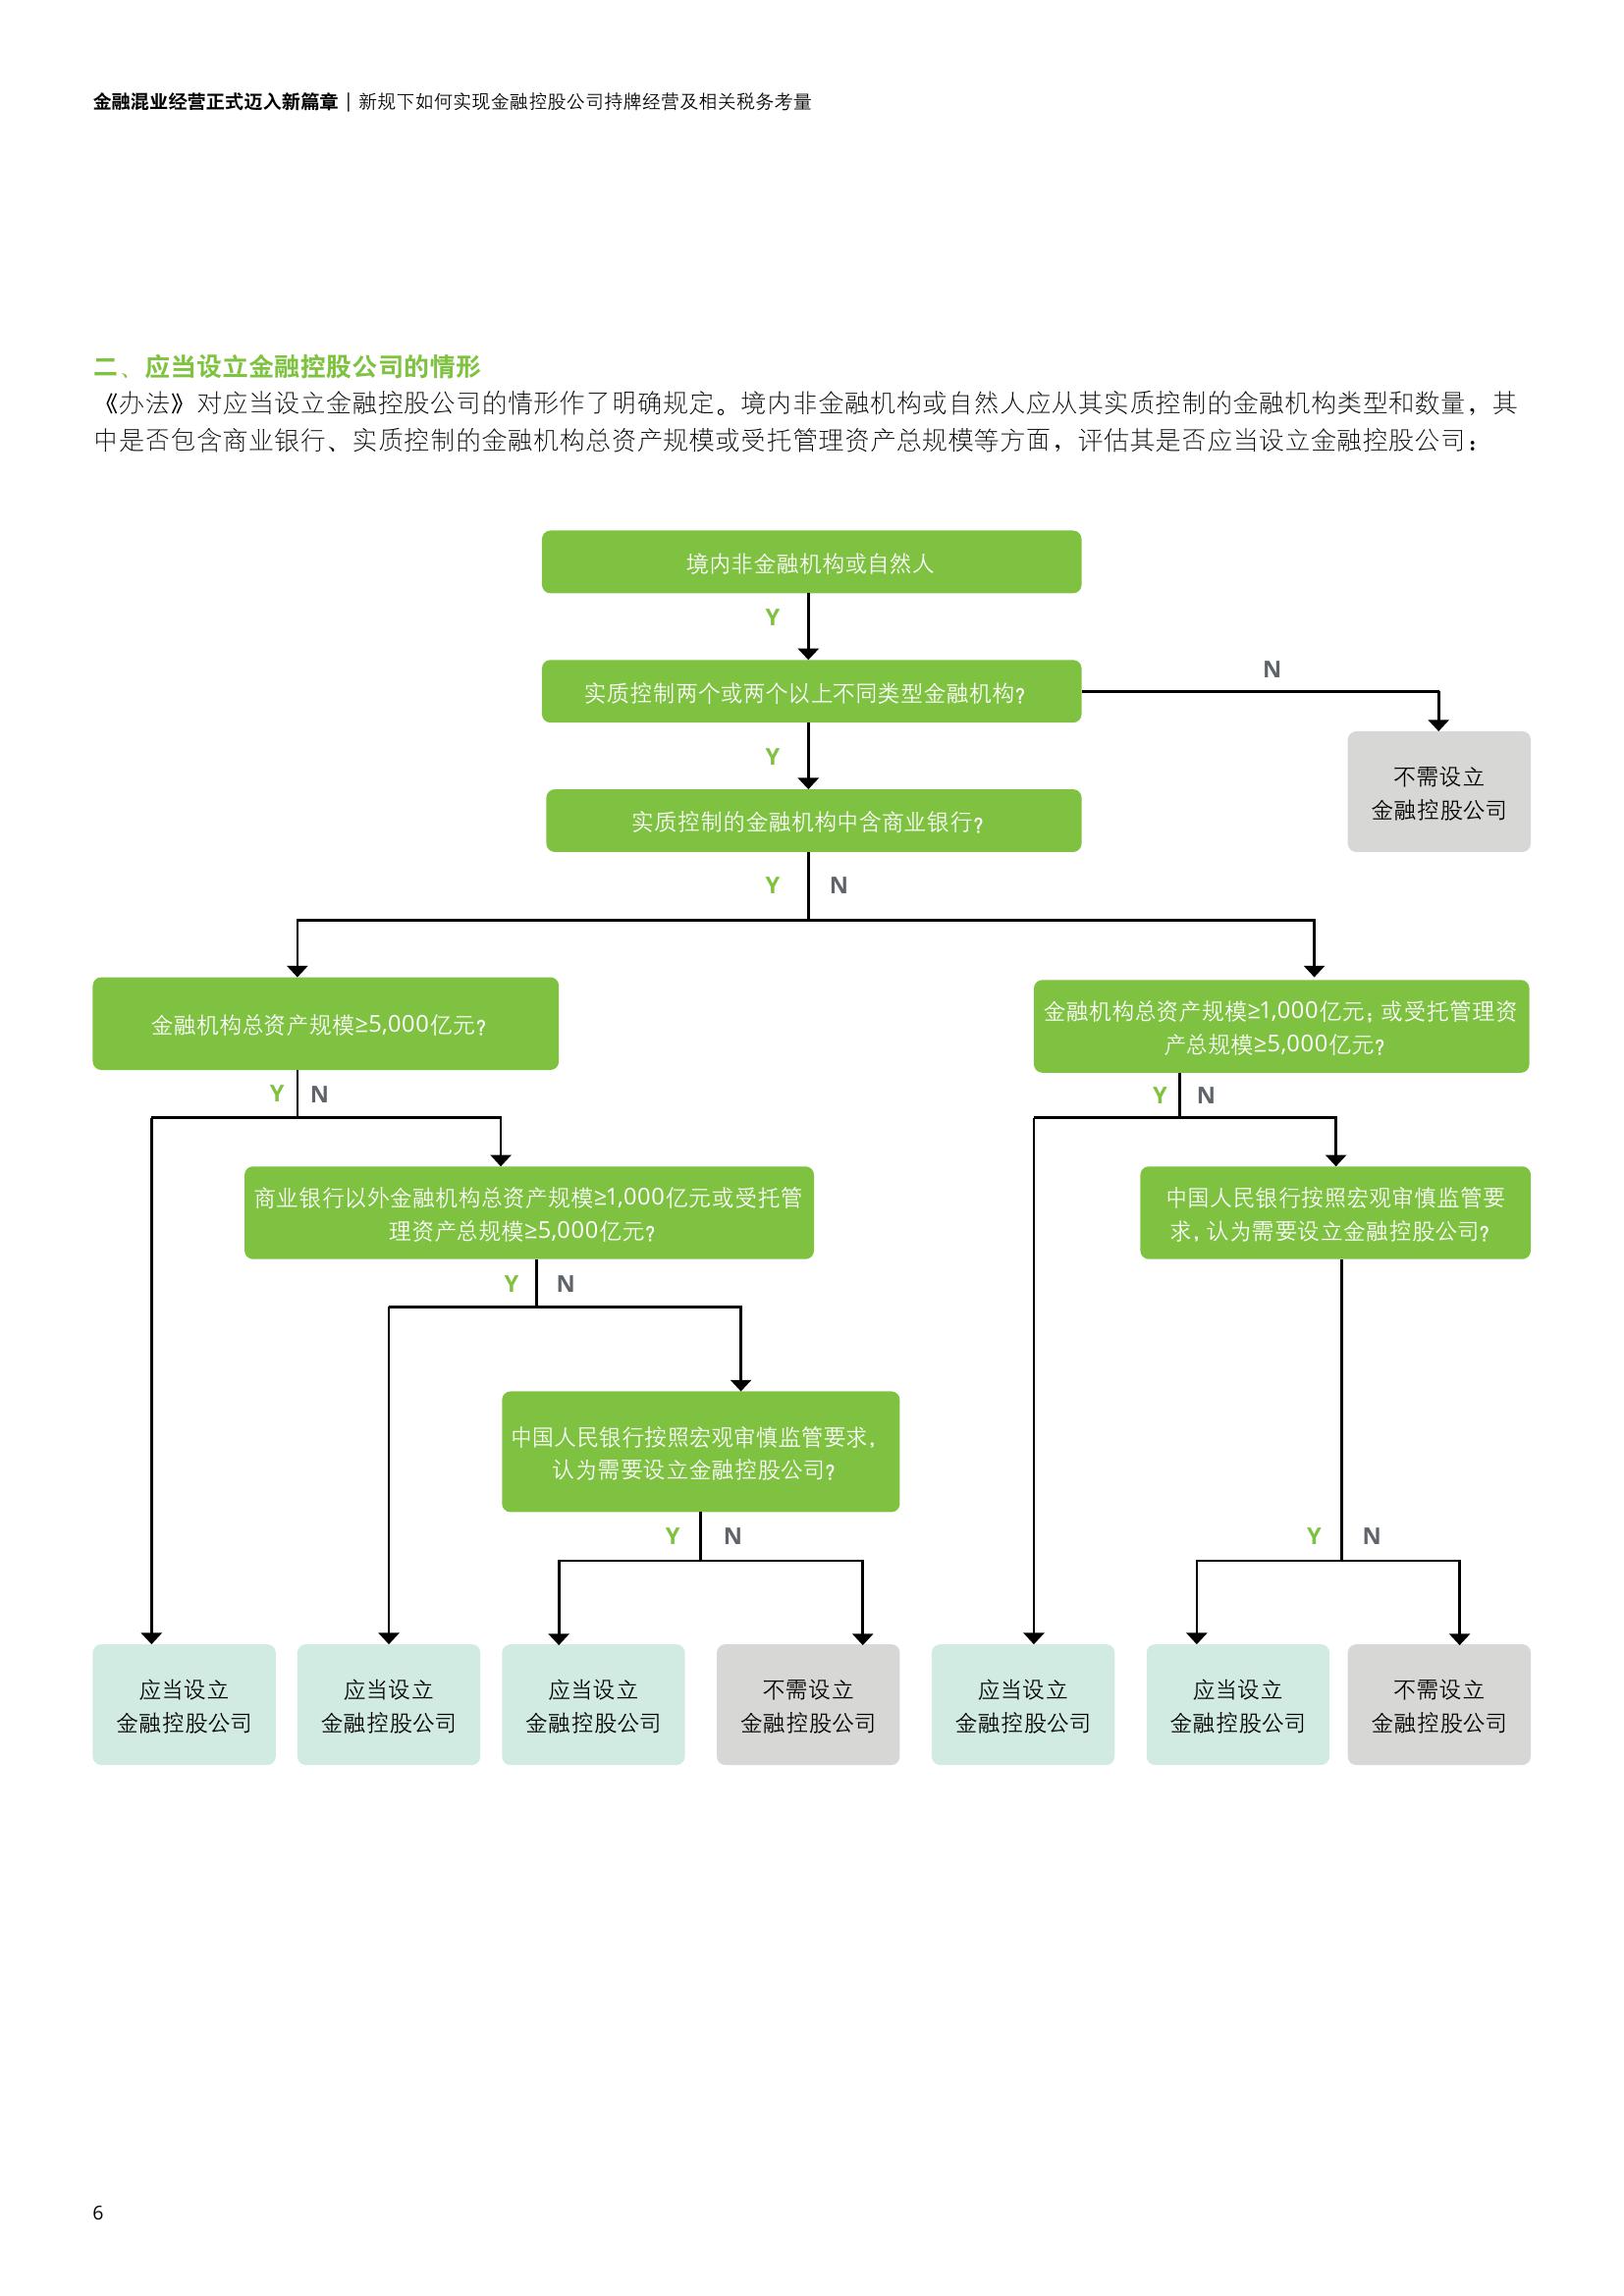 金融混业经营正式迈入新篇章 | 新规下如何实现金融控股公司持牌经营及相关税务考量
二、应当设立金融控股公司的情形
《办法》对应当设立金融控股公司的情形作了明确规定。境内非金融机构或自然人应从其实质控制的金融机构类型和数量，其
中是否包含商业银行、实质控制的金融机构总资产规模或受托管理资产总规模等方面，评估其是否应当设立金融控股公司：
境内非金融机构或自然人
Y
N
实质控制两个或两个以上不同类型金融机构？
Y
不需设立
金融控股公司
实质控制的金融机构中含商业银行？
Y N
金融机构总资产规模≥5,000亿元？
金融机构总资产规模≥1,000亿元；或受托管理资
产总规模≥5,000亿元？
Y N
Y N
商业银行以外金融机构总资产规模≥1,000亿元或受托管
理资产总规模≥5,000亿元？
中国人民银行按照宏观审慎监管要
求，认为需要设立金融控股公司？
Y N
中国人民银行按照宏观审慎监管要求，
认为需要设立金融控股公司？
Y N
Y N
应当设立
金融控股公司
应当设立
金融控股公司
应当设立
金融控股公司
不需设立
金融控股公司
应当设立
金融控股公司
应当设立
金融控股公司
不需设立
金融控股公司
6